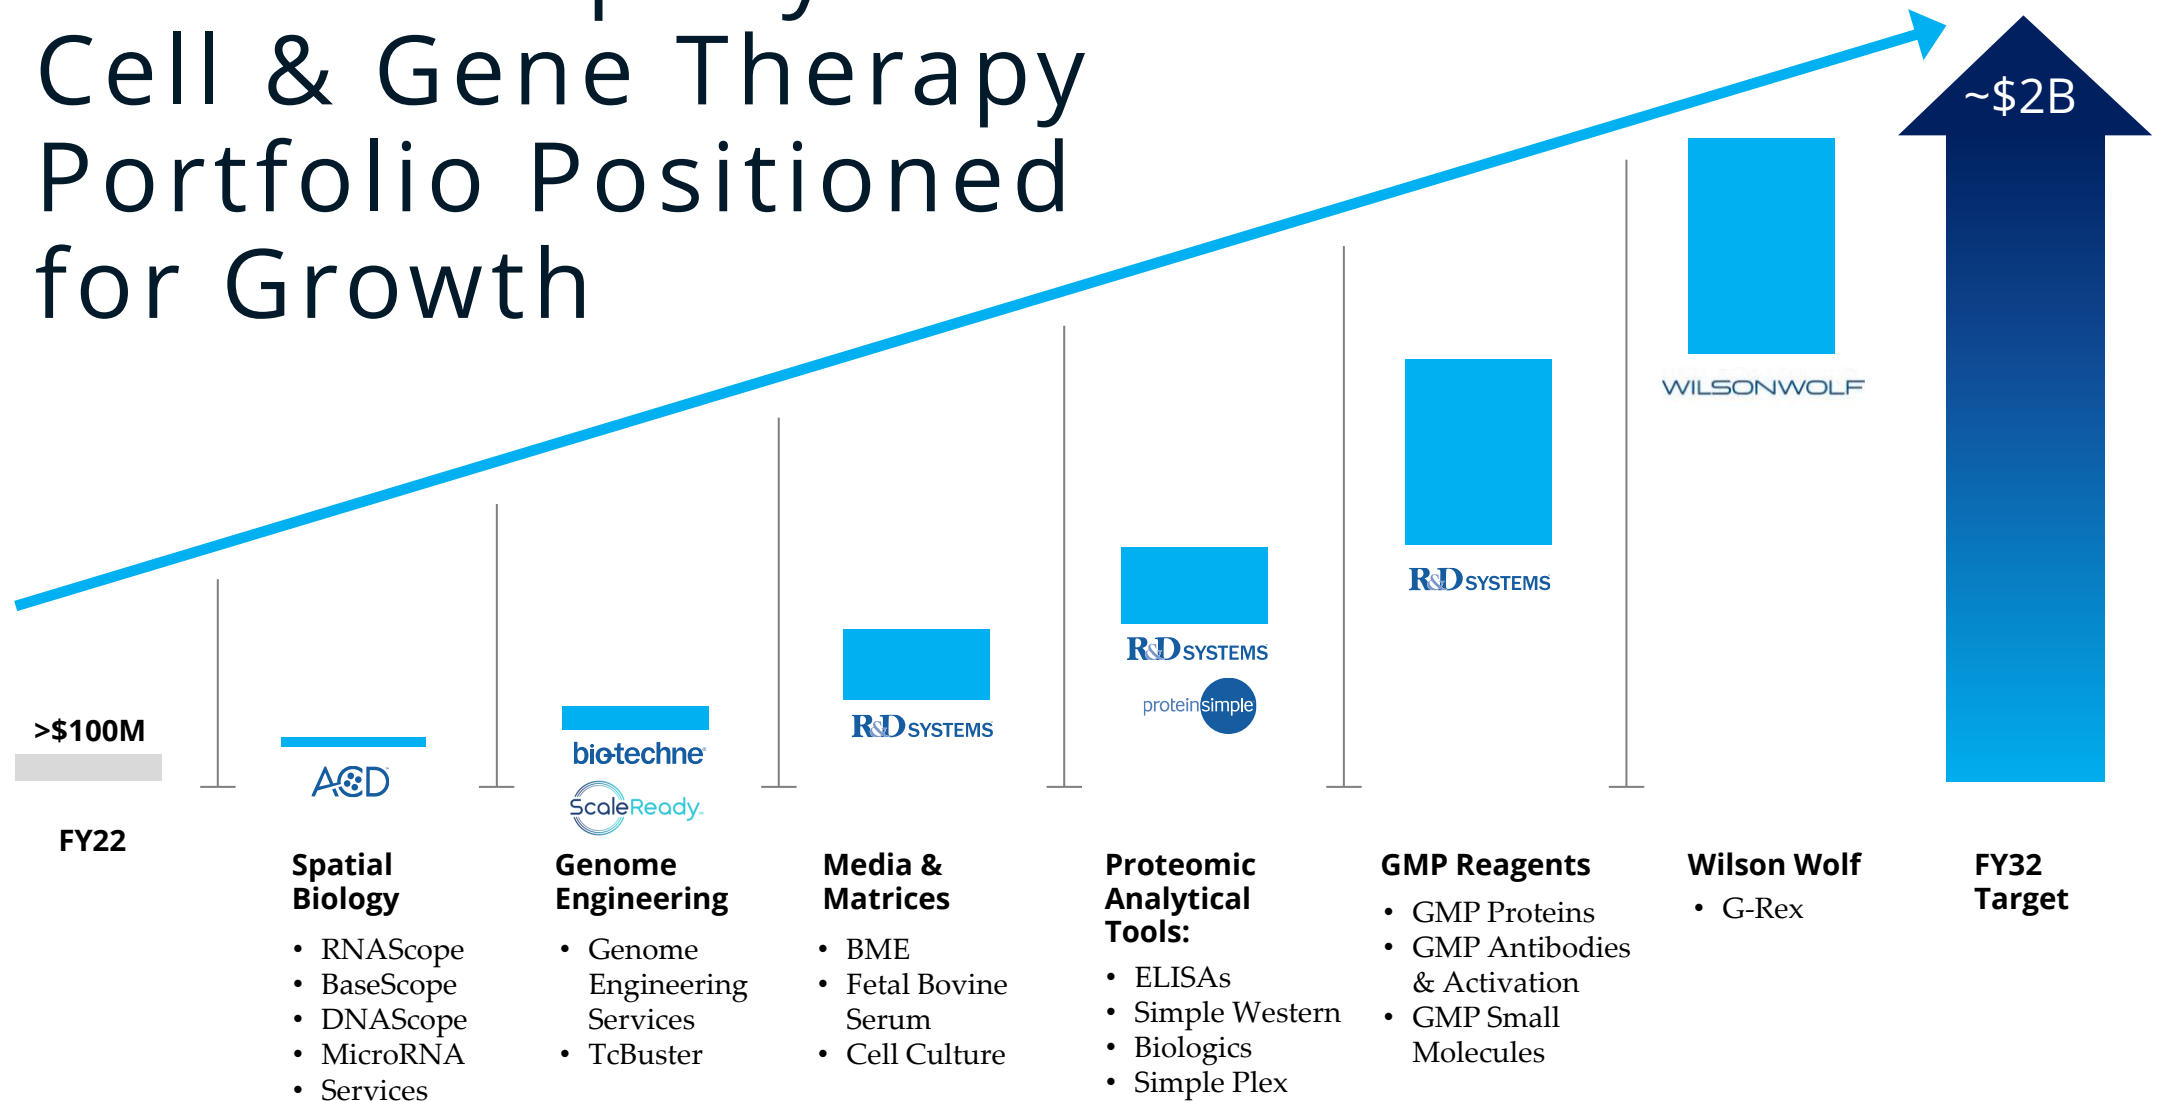 Cell & Gene Therapy
Portfolio Positioned
for Growth
~$2B
WILSONWOLF
R&D SYSTEMS
R&D SYSTEMS
proteinsimple
R&D SYSTEMS
bio-techne®
ScaleReady™
ACD™
>$100M
FY22
Spatial
Biology
• RNAScope
• BaseScope
• DNAScope
• MicroRNA
• Services
Genome
Engineering
• Genome
Engineering
Services
• TcBuster
Media &
Matrices
• BME
• Fetal Bovine
Serum
• Cell Culture
Proteomic
Analytical
Tools:
• ELISAs
• Simple Western
• Biologics
• Simple Plex
GMP Reagents
• GMP Proteins
• GMP Antibodies
& Activation
• GMP Small
Molecules
Wilson Wolf
• G-Rex
FY32
Target